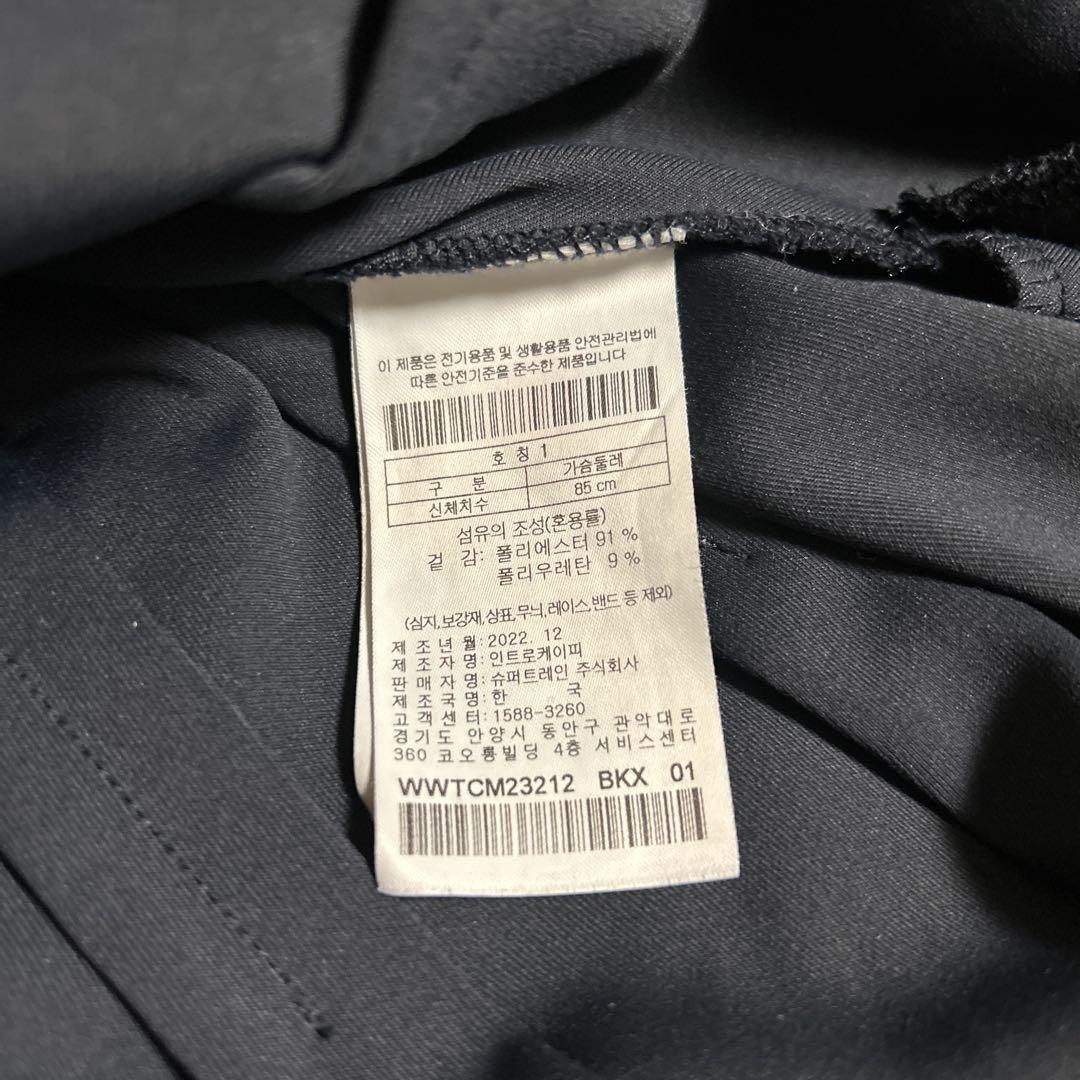 이 제품은 전기용품 및 생활용품 안전관리법에
따른 안전기준을 준수한 제품입니다
호 칭 1
구 분 가슴둘레
신체치수 85 cm
섬유의 조성(혼용률)
겉 감: 폴리에스터 91 %
폴리우레탄 9 %
(심지,보강재,상표,무늬,레이스,밴드 등 제외)
제 조 년 월: 2022. 12
제 조 자 명: 인트로케이피
판 매 자 명: 슈퍼트레인 주식회사
제 조 국 명: 한 국
고 객 센 터: 1588-3260
경기도 안양시 동안구 관악대로
360 코오롱빌딩 4층 서비스센터
WWTCM23212 BKX 01